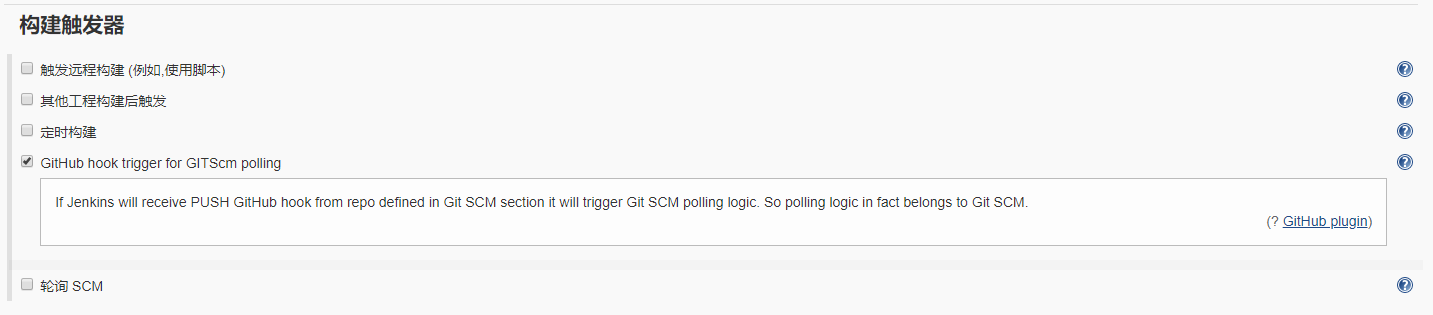 构建触发器
触发远程构建 (例如,使用脚本)
其他工程构建后触发
定时构建
GitHub hook trigger for GITScm polling
If Jenkins will receive PUSH GitHub hook from repo defined in Git SCM section it will trigger Git SCM polling logic. So polling logic in fact belongs to Git SCM.
(? GitHub plugin)
轮询 SCM